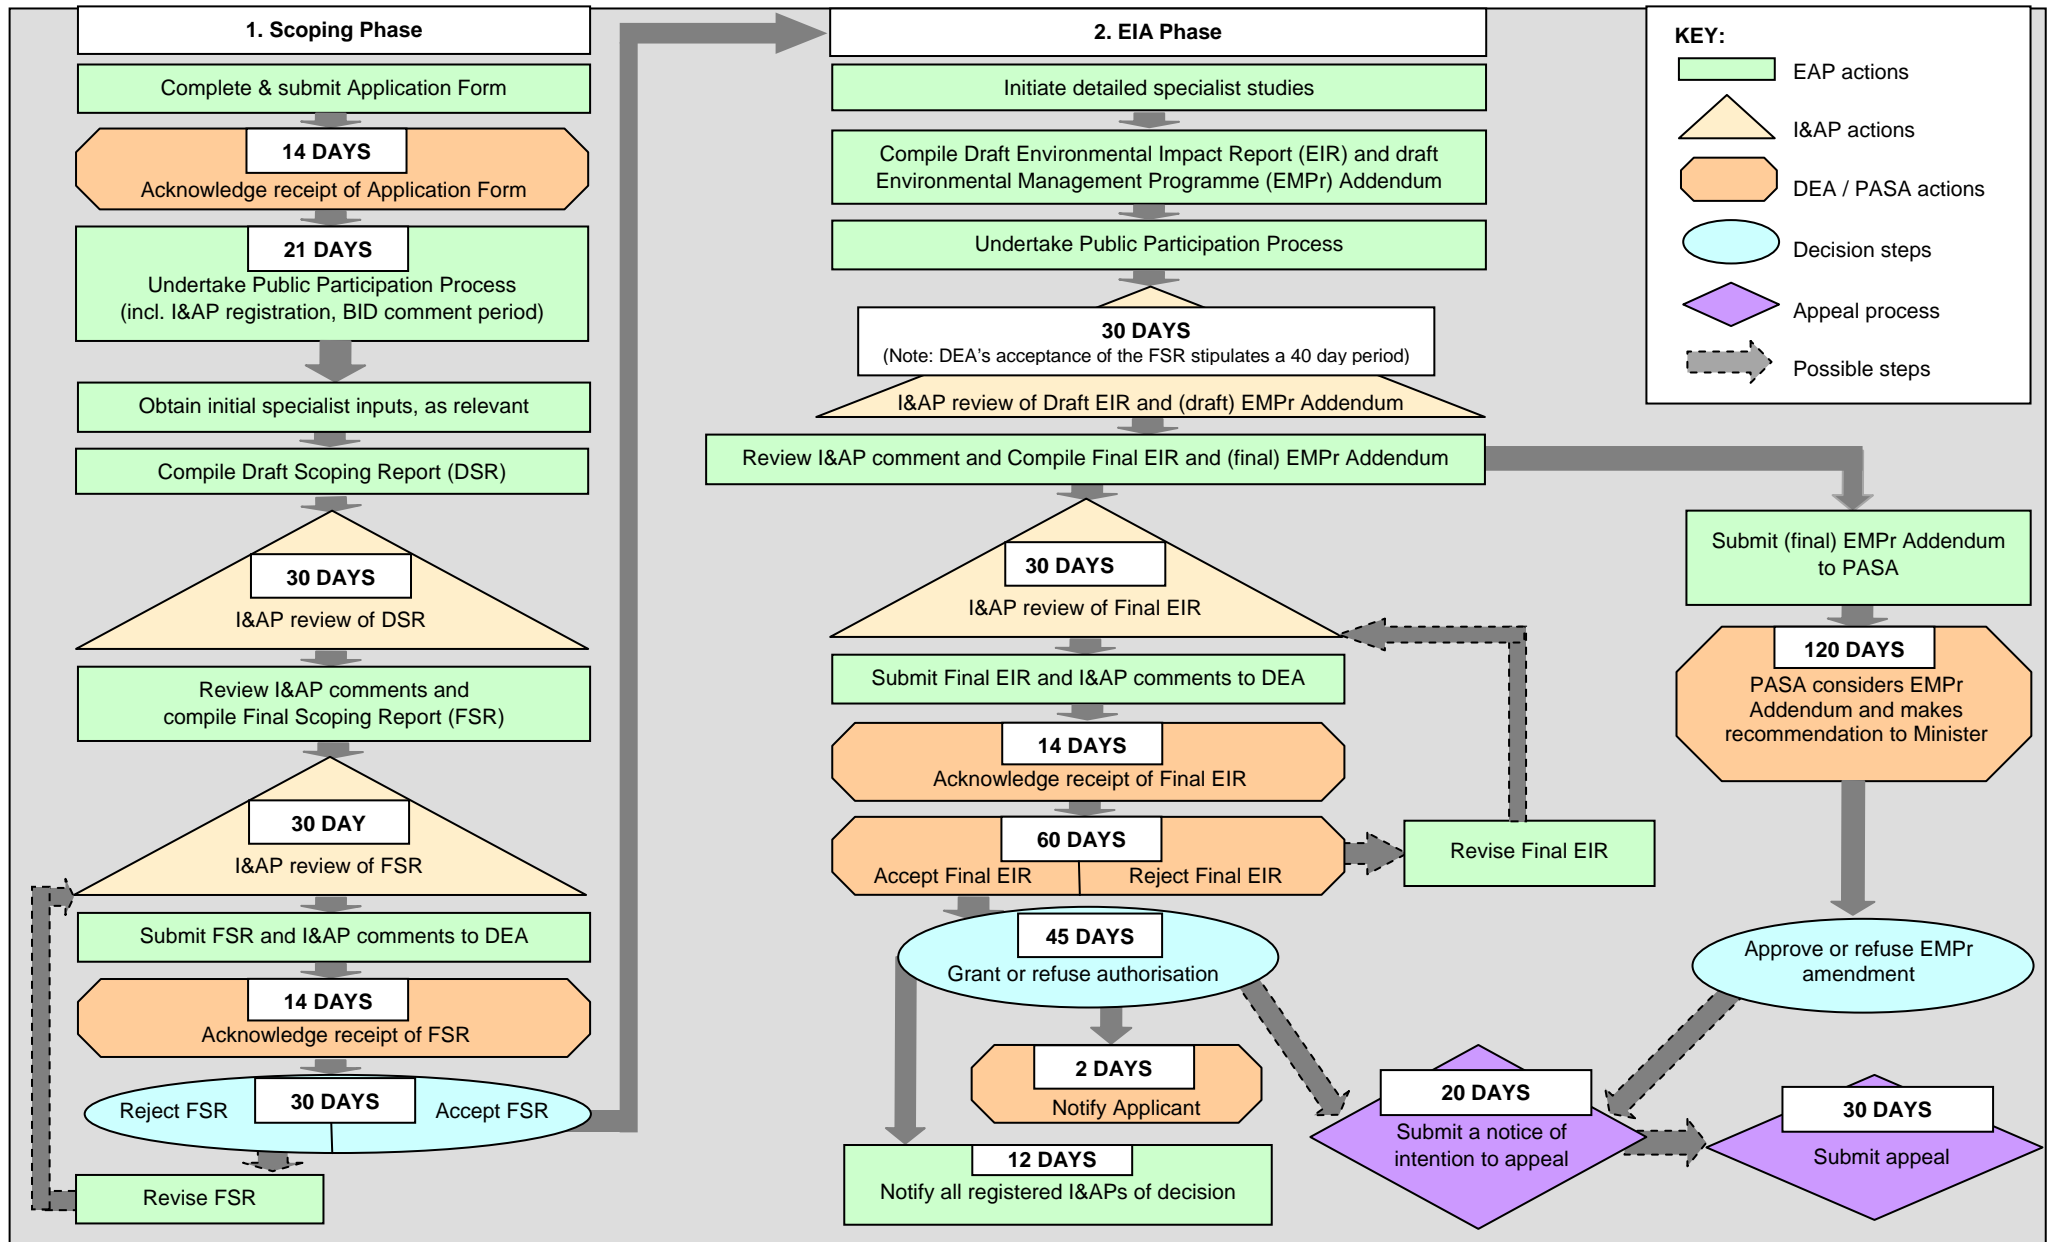 1. Scoping Phase
Complete & submit Application Form
14 DAYS
Acknowledge receipt of Application Form
21 DAYS
Undertake Public Participation Process
(incl. I&AP registration, BID comment period)
Obtain initial specialist inputs, as relevant
Compile Draft Scoping Report (DSR)
30 DAYS
I&AP review of DSR
Review I&AP comments and
compile Final Scoping Report (FSR)
30 DAY
I&AP review of FSR
Submit FSR and I&AP comments to DEA
14 DAYS
Acknowledge receipt of FSR
Reject FSR
30 DAYS
Accept FSR
Revise FSR
2. EIA Phase
Initiate detailed specialist studies
Compile Draft Environmental Impact Report (EIR) and draft
Environmental Management Programme (EMPr) Addendum
Undertake Public Participation Process
30 DAYS
(Note: DEA's acceptance of the FSR stipulates a 40 day period)
I&AP review of Draft EIR and (draft) EMPr Addendum
Review I&AP comment and Compile Final EIR and (final) EMPr Addendum
30 DAYS
I&AP review of Final EIR
Submit Final EIR and I&AP comments to DEA
14 DAYS
Acknowledge receipt of Final EIR
60 DAYS
Accept Final EIR
Reject Final EIR
Revise Final EIR
45 DAYS
Grant or refuse authorisation
2 DAYS
Notify Applicant
12 DAYS
Notify all registered I&APs of decision
Submit (final) EMPr Addendum
to PASA
120 DAYS
PASA considers EMPr
Addendum and makes
recommendation to Minister
Approve or refuse EMPr
amendment
20 DAYS
Submit a notice of
intention to appeal
30 DAYS
Submit appeal
KEY:
EAP actions
I&AP actions
DEA / PASA actions
Decision steps
Appeal process
Possible steps